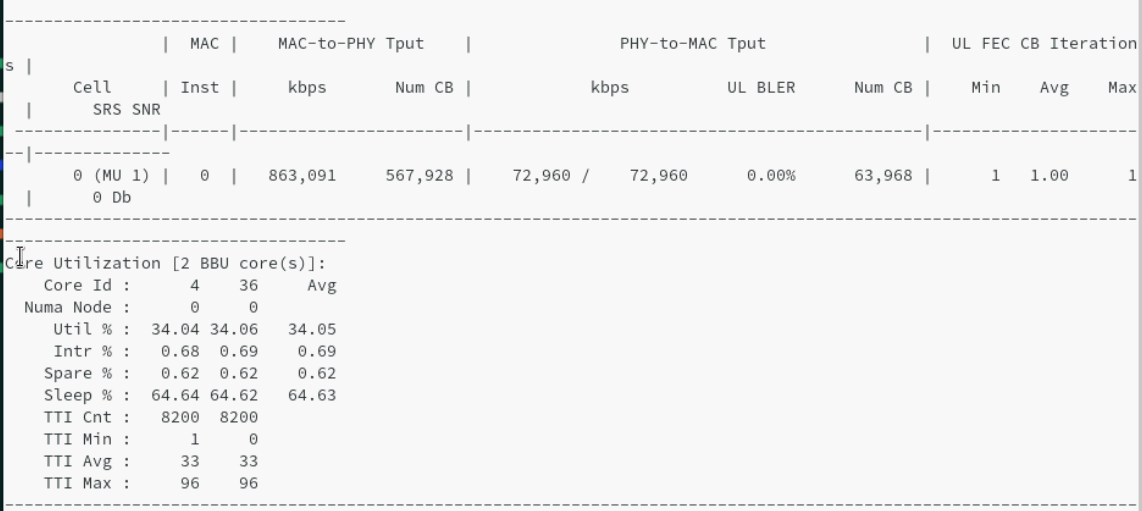 -----------------------------------
                |  MAC |    MAC-to-PHY Tput    |               PHY-to-MAC Tput                |  UL FEC CB Iteration
s |
       Cell     | Inst |     kbps       Num CB |            kbps          UL BLER      Num CB |    Min    Avg    Max
  |      SRS SNR
 ---------------|------|-----------------------|----------------------------------------------|---------------------
--|--------------
       0 (MU 1) |   0  |   863,091     567,928 |    72,960 /    72,960      0.00%      63,968 |      1   1.00      1
  |      0 Db
---------------------------------------------------------------------------------------------------------------------
-----------------------------------
Core Utilization [2 BBU core(s)]:
    Core Id :      4    36     Avg
  Numa Node :      0     0
     Util % :  34.04 34.06   34.05
     Intr % :   0.68  0.69    0.69
    Spare % :   0.62  0.62    0.62
    Sleep % :  64.64 64.62   64.63
    TTI Cnt :   8200  8200
    TTI Min :      1     0
    TTI Avg :     33    33
    TTI Max :     96    96
---------------------------------------------------------------------------------------------------------------------